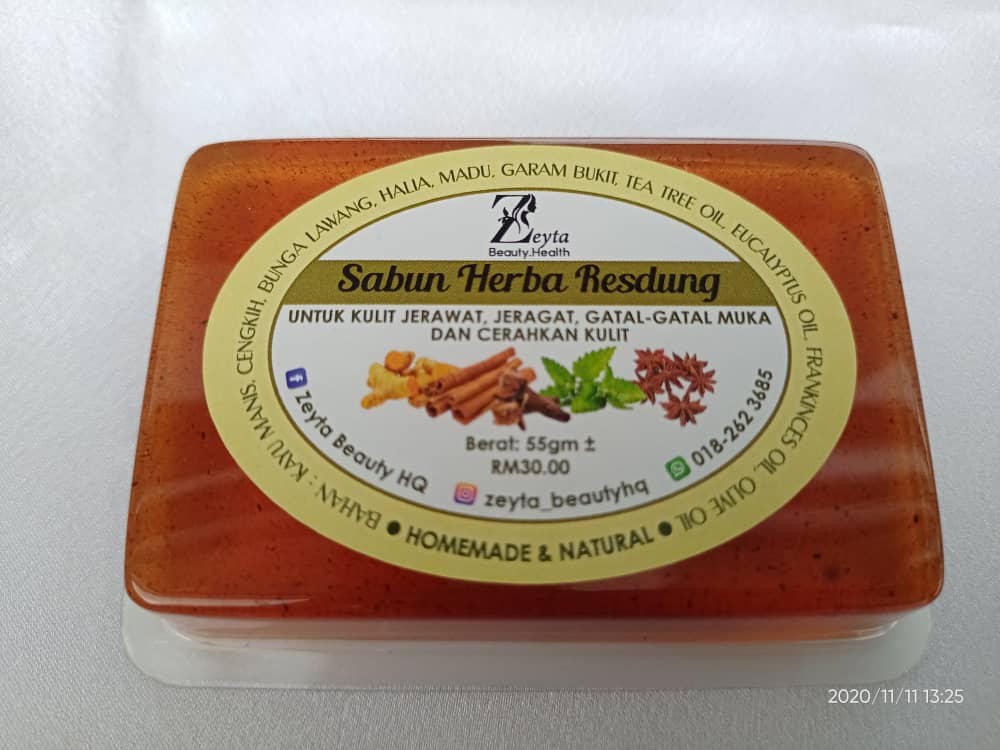 BAHAN : KAYU MANIS, CENGKIH, BUNGA LAWANG, HALIA, MADU, GARAM BUKIT, TEA TREE OIL, EUCALYPTUS OIL, FRANKINCES OIL, OLIVE OIL
Zeyta
Beauty.Health
Sabun Herba Resdung
UNTUK KULIT JERAWAT, JERAGAT, GATAL-GATAL MUKA
DAN CERAHKAN KULIT
Berat: 55gm ±
RM30.00
Zeyta Beauty HQ
zeyta_beautyhq
018-262 3685
● HOMEMADE & NATURAL ●
2020/11/11 13:25